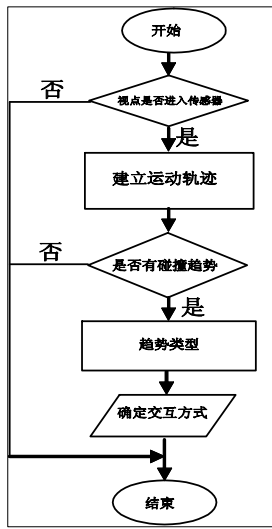 开始
视点是否进入传感器
否
是
建立运动轨迹
是否有碰撞趋势
否
是
趋势类型
确定交互方式
结束